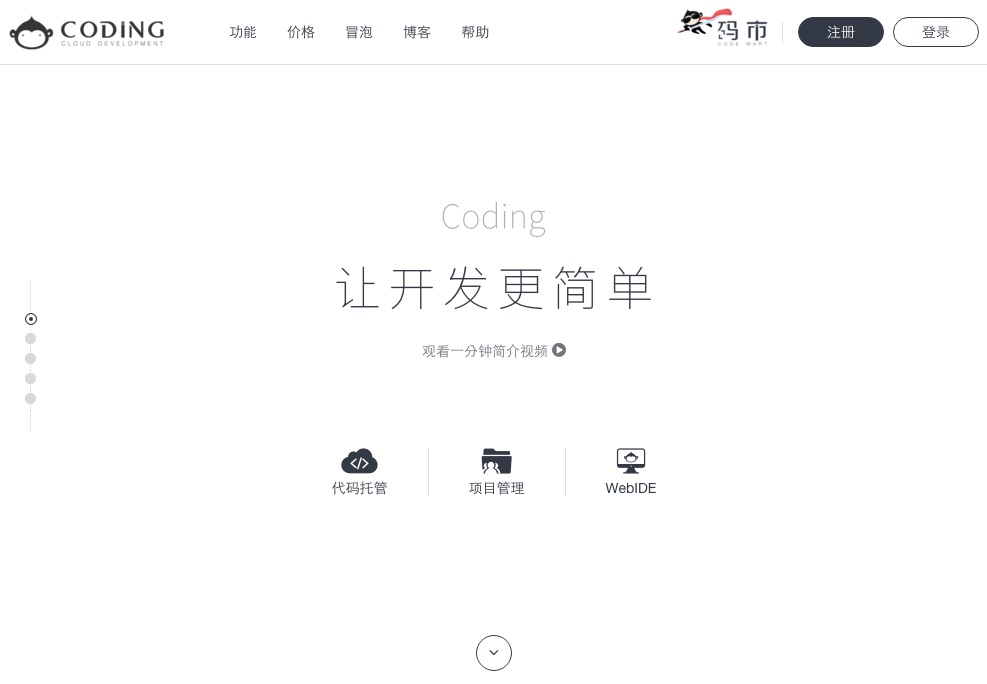 CODING
CLOUD DEVELOPMENT
功能 价格 冒泡 博客 帮助
码市
CODE MART
注册 登录
Coding
让开发更简单
观看一分钟简介视频
代码托管 项目管理 WebIDE